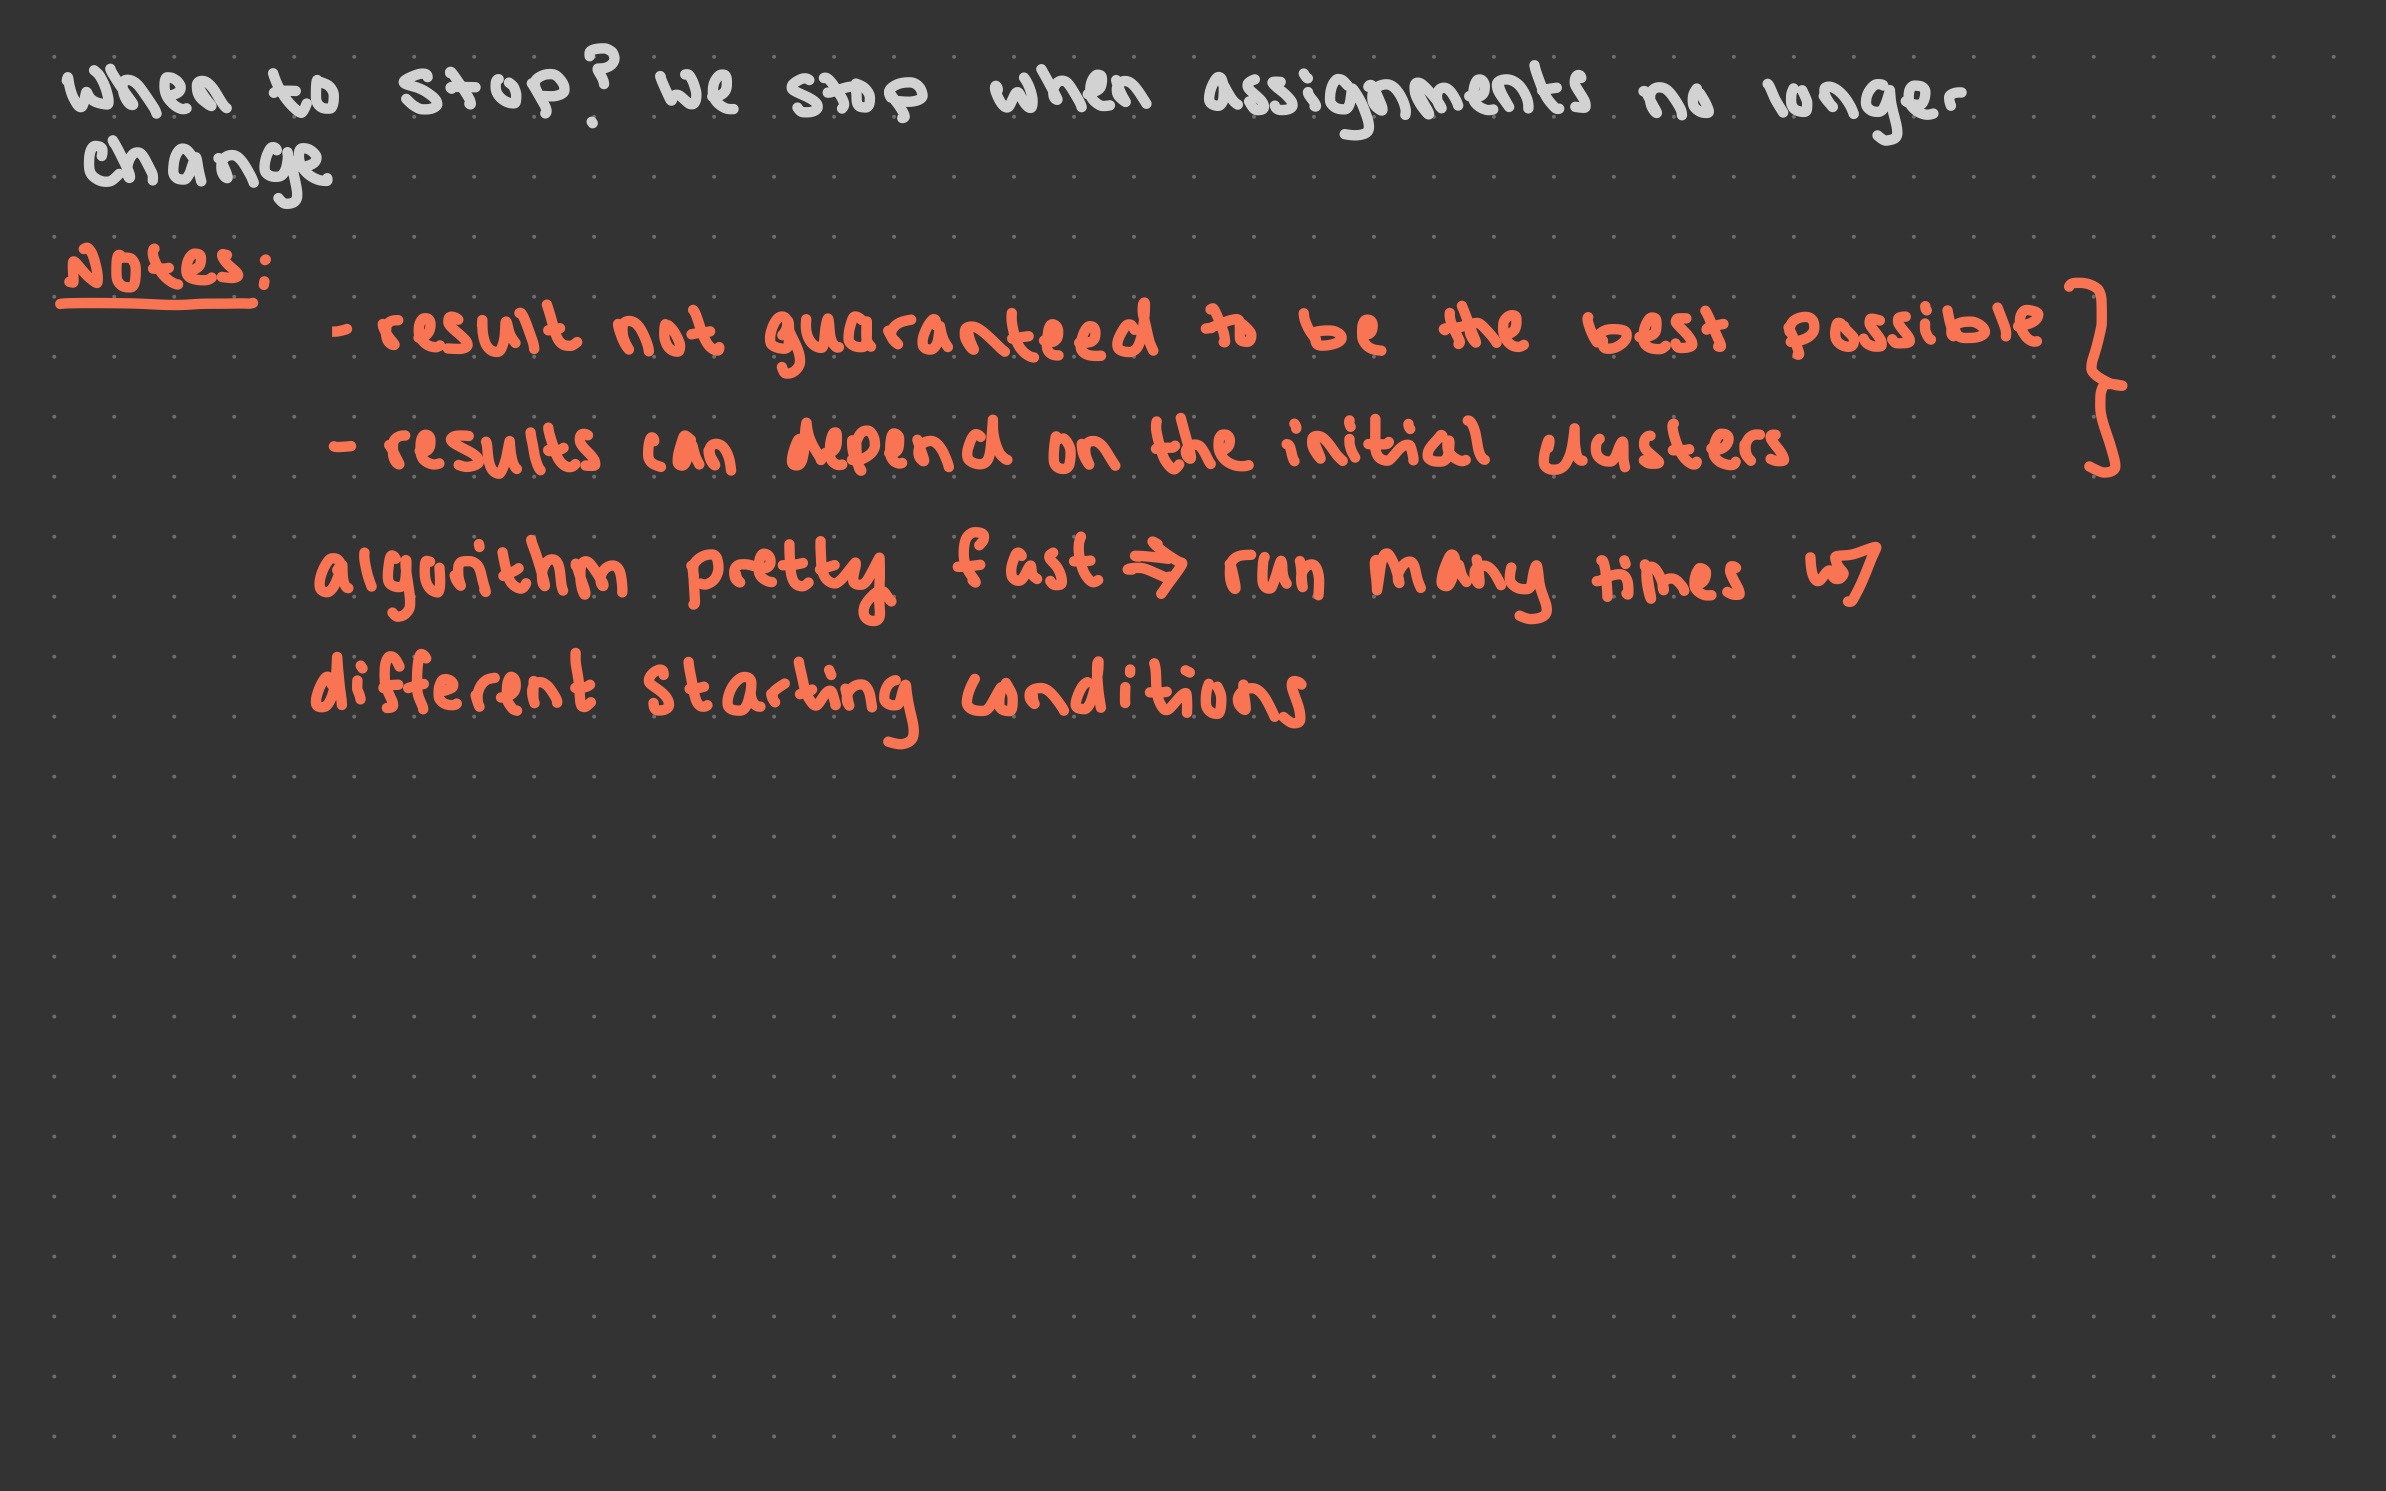 When to stop? We stop when assignments no longer
change
Notes:
- result not guaranteed to be the best possible
- results can depend on the initial clusters
algorithm pretty fast → run many times w/
different starting conditions